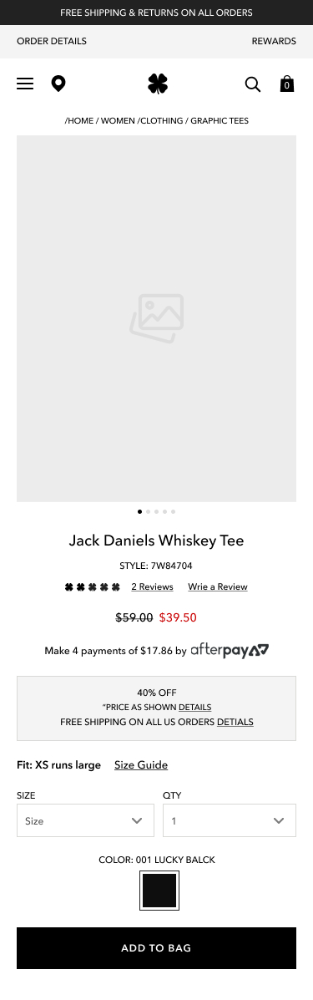 FREE SHIPPING & RETURNS ON ALL ORDERS
ORDER DETAILS REWARDS
0
/HOME / WOMEN /CLOTHING / GRAPHIC TEES
Jack Daniels Whiskey Tee
STYLE: 7W84704
2 Reviews Wrie a Review
$59.00 $39.50
Make 4 payments of $17.86 by afterpay
40% OFF
*PRICE AS SHOWN DETAILS
FREE SHIPPING ON ALL US ORDERS DETIALS
Fit: XS runs large Size Guide
SIZE QTY
Size 1
COLOR: 001 LUCKY BALCK
ADD TO BAG